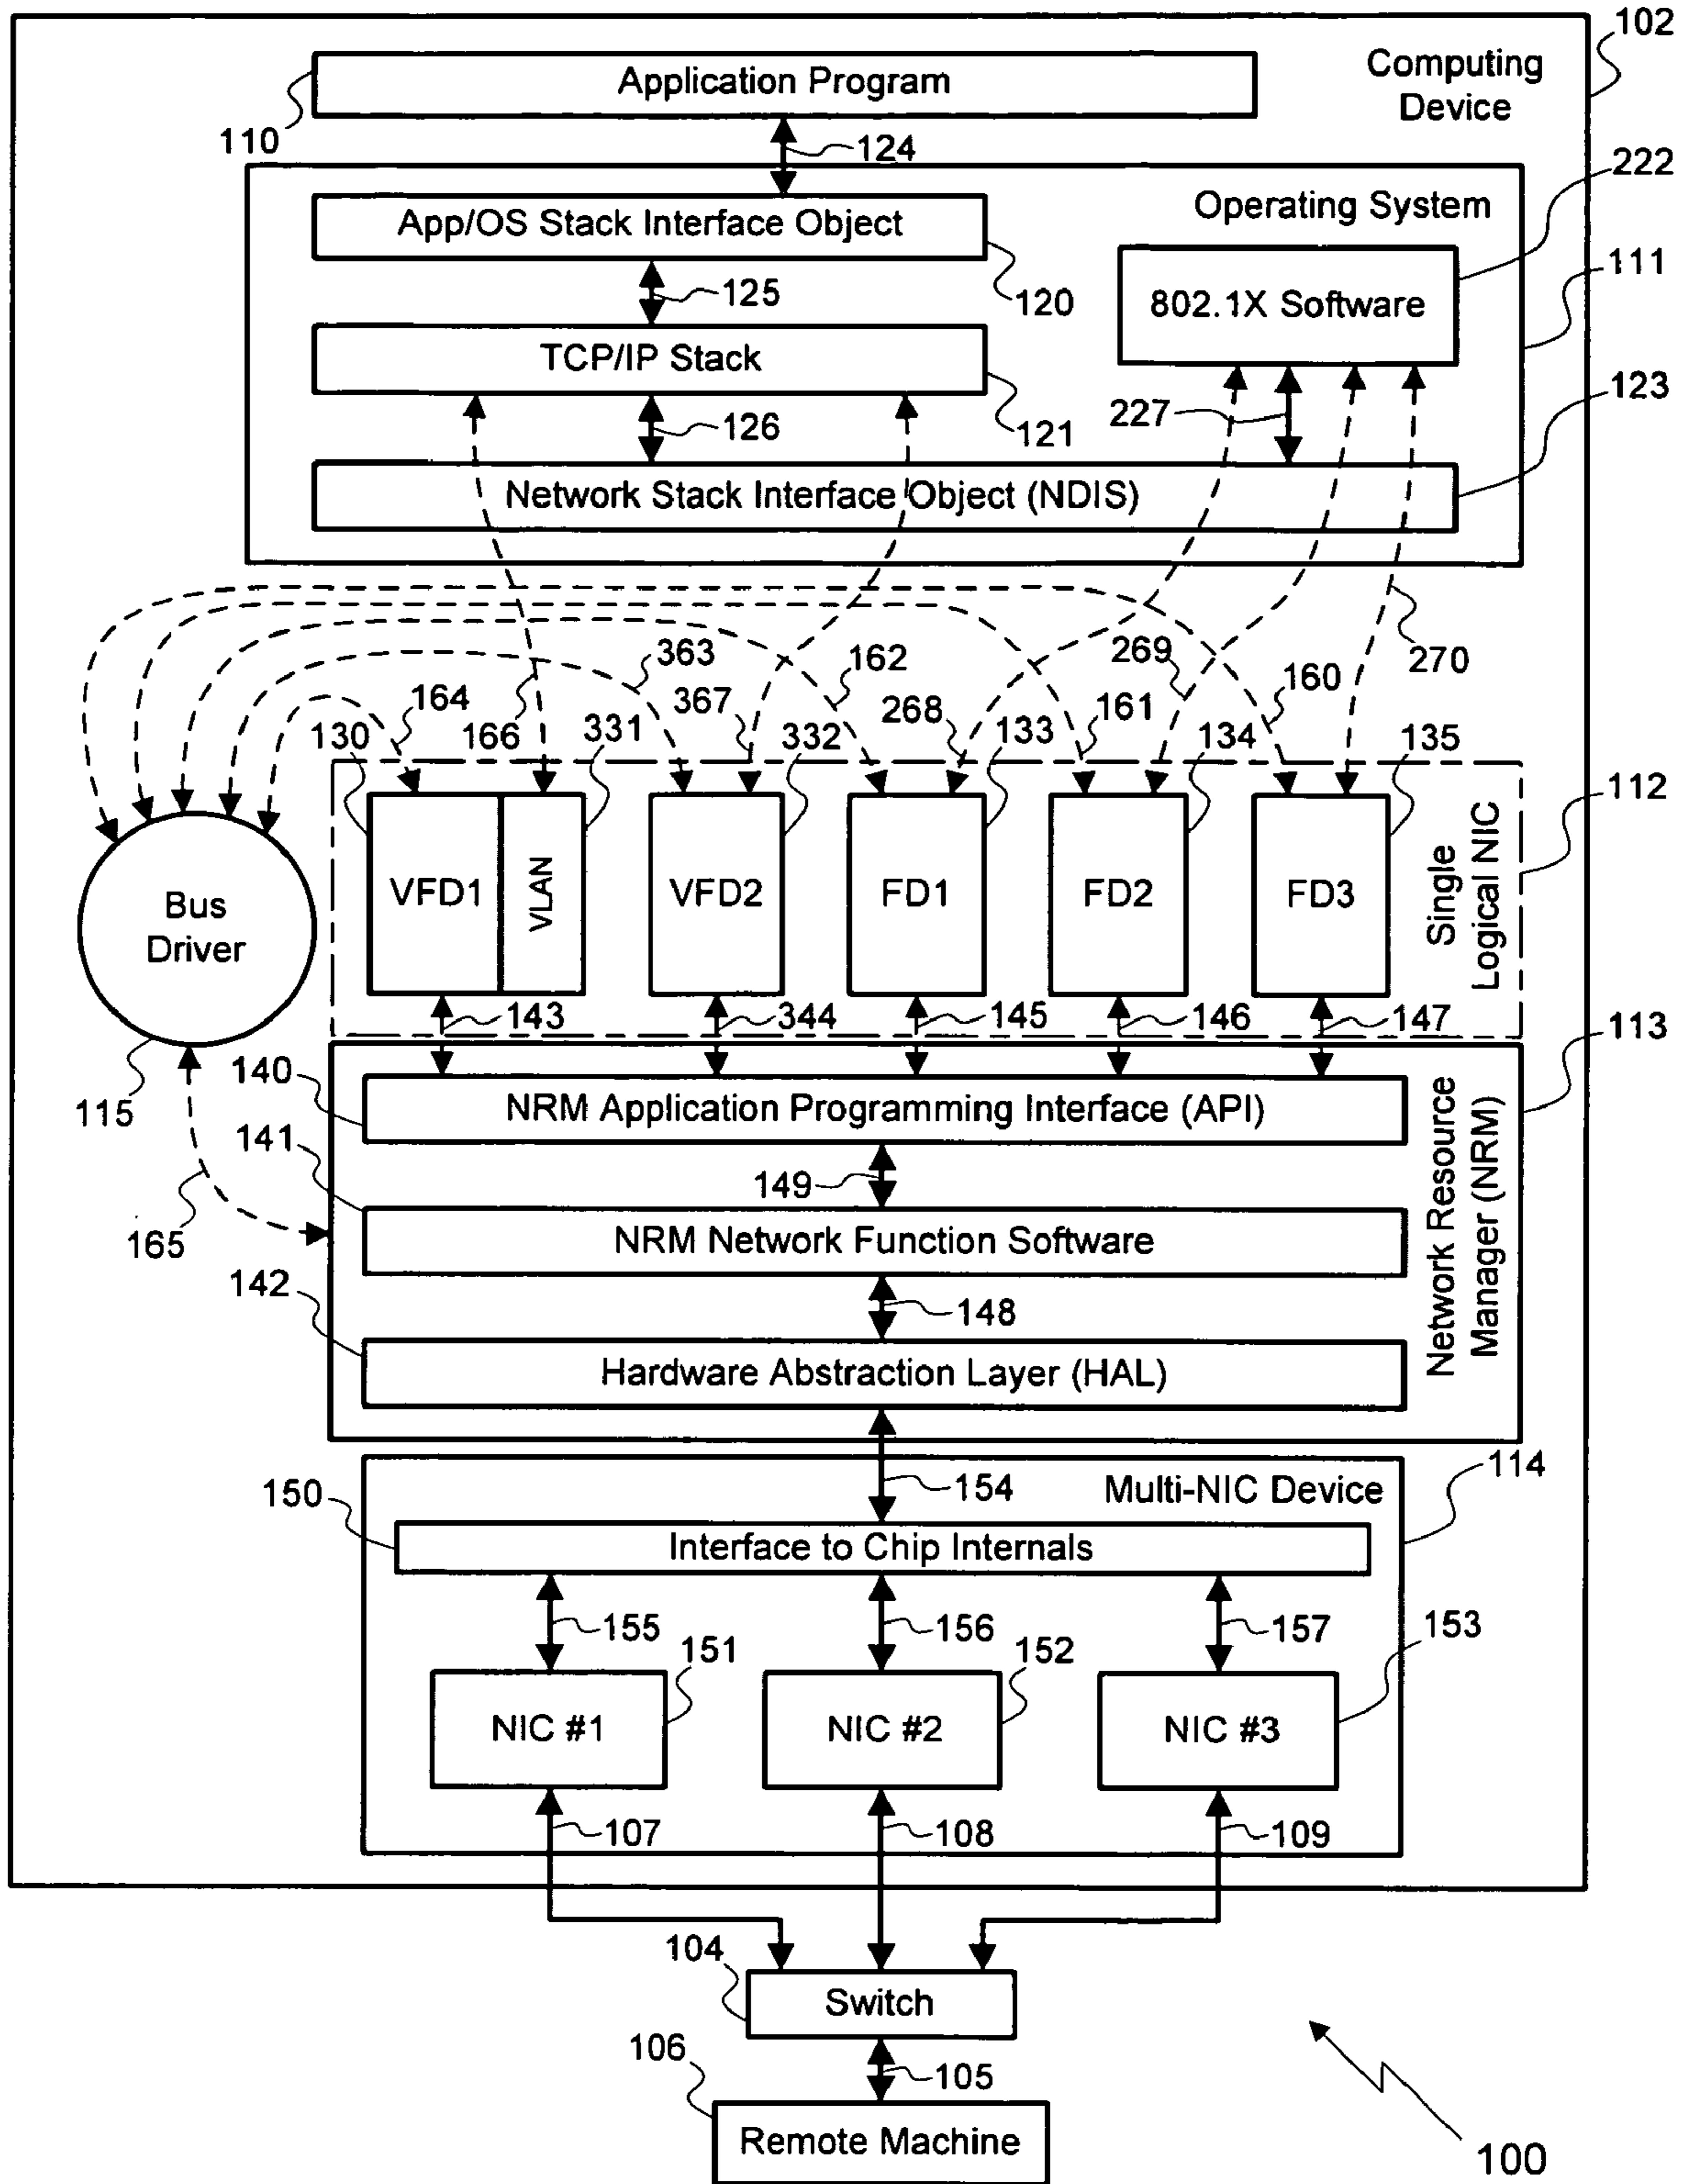 102
Computing
Device
Application Program
110
124
222
Operating System
App/OS Stack Interface Object
120
111
802.1X Software
125
TCP/IP Stack
121
123
126
227
Network Stack Interface Object (NDIS)
363
162
269
270
160
164
166
367
268
161
130
331
332
133
134
135
112
VFD1
VLAN
VFD2
FD1
FD2
FD3
Single
Logical NIC
Bus
Driver
143
344
145
146
147
113
115
140
NRM Application Programming Interface (API)
Network Resource
Manager (NRM)
141
149
165
NRM Network Function Software
142
148
Hardware Abstraction Layer (HAL)
114
150
154
Multi-NIC Device
Interface to Chip Internals
155
156
157
151
152
153
NIC #1
NIC #2
NIC #3
107
108
109
104
Switch
106
105
Remote Machine
100